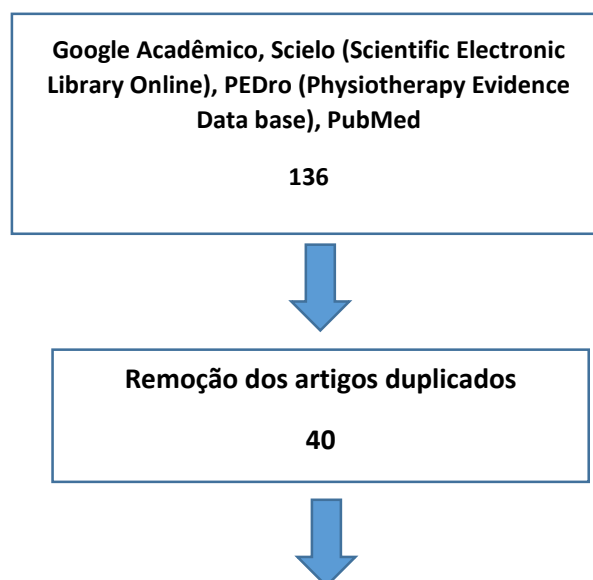 Google Acadêmico, Scielo (Scientific Electronic
Library Online), PEDro (Physiotherapy Evidence
Data base), PubMed
136
Remoção dos artigos duplicados
40